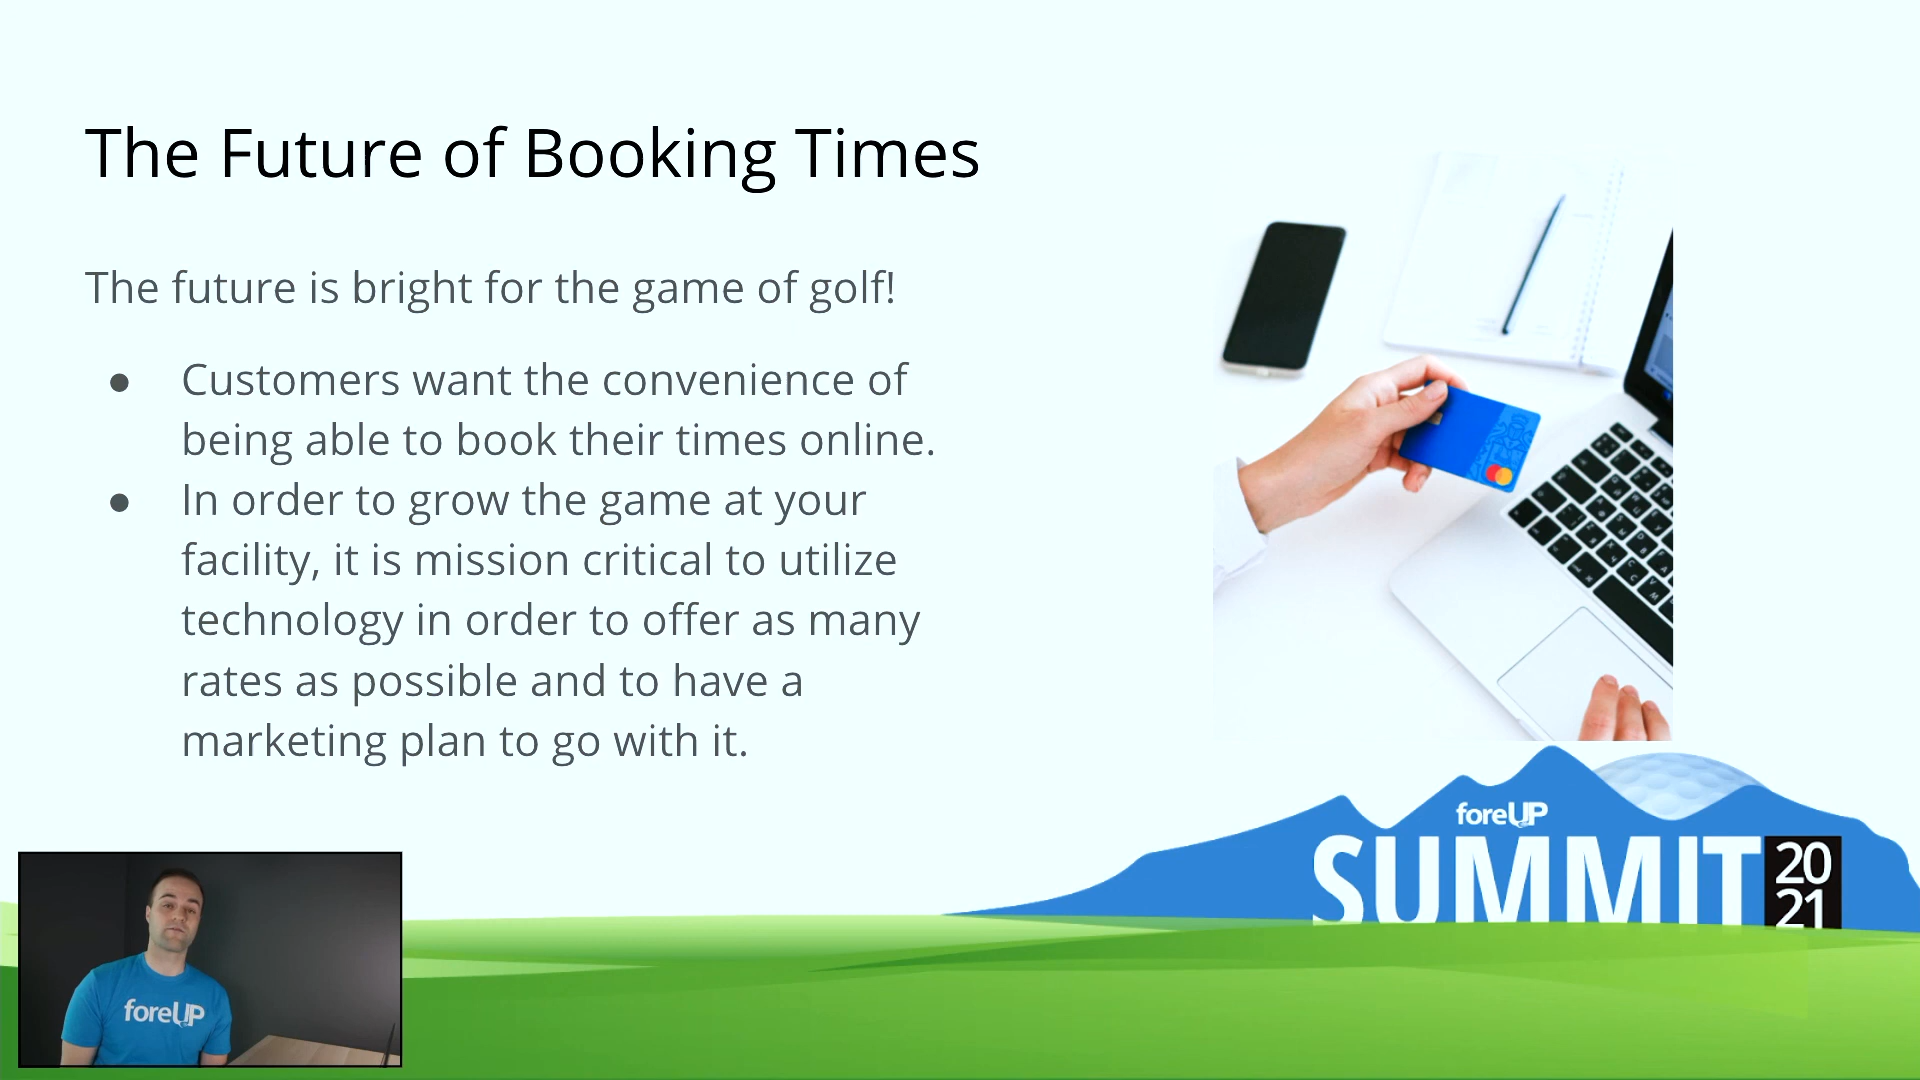 The Future of Booking Times
The future is bright for the game of golf!
● Customers want the convenience of
being able to book their times online.
● In order to grow the game at your
facility, it is mission critical to utilize
technology in order to offer as many
rates as possible and to have a
marketing plan to go with it.
foreUP
SUMMIT
20
21
foreUP